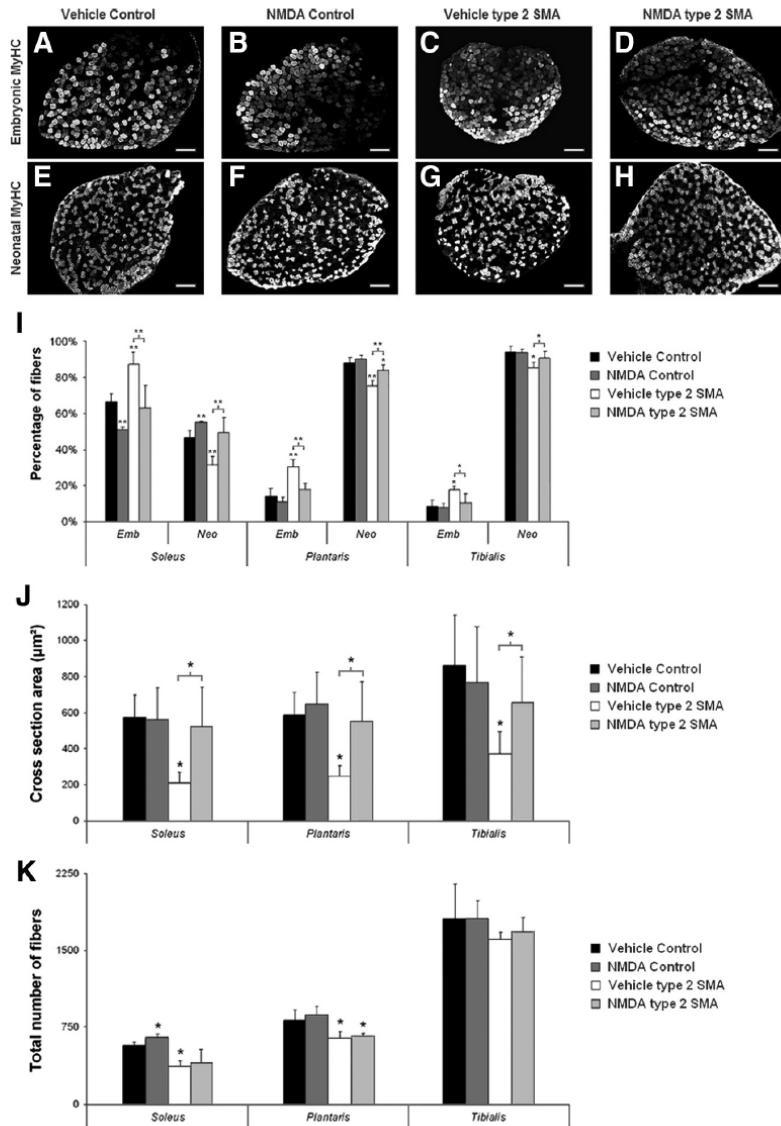 Vehicle Control NMDA Control Vehicle type 2 SMA NMDA type 2 SMA
Embryonic MyHC
A B C D
Neonatal MyHC
E F G H
I
Percentage of fibers
100%
80%
60%
40%
20%
0%
** ** ** ** ** ** ** ** ** ** * * * * *
Emb Neo Emb Neo Emb Neo
Soleus Plantaris Tibialis
Vehicle Control
NMDA Control
Vehicle type 2 SMA
NMDA type 2 SMA
J
Cross section area (µm²)
1200
1000
800
600
400
200
0
* * * * * *
Soleus Plantaris Tibialis
Vehicle Control
NMDA Control
Vehicle type 2 SMA
NMDA type 2 SMA
K
Total number of fibers
2250
1500
750
0
* * * *
Soleus Plantaris Tibialis
Vehicle Control
NMDA Control
Vehicle type 2 SMA
NMDA type 2 SMA